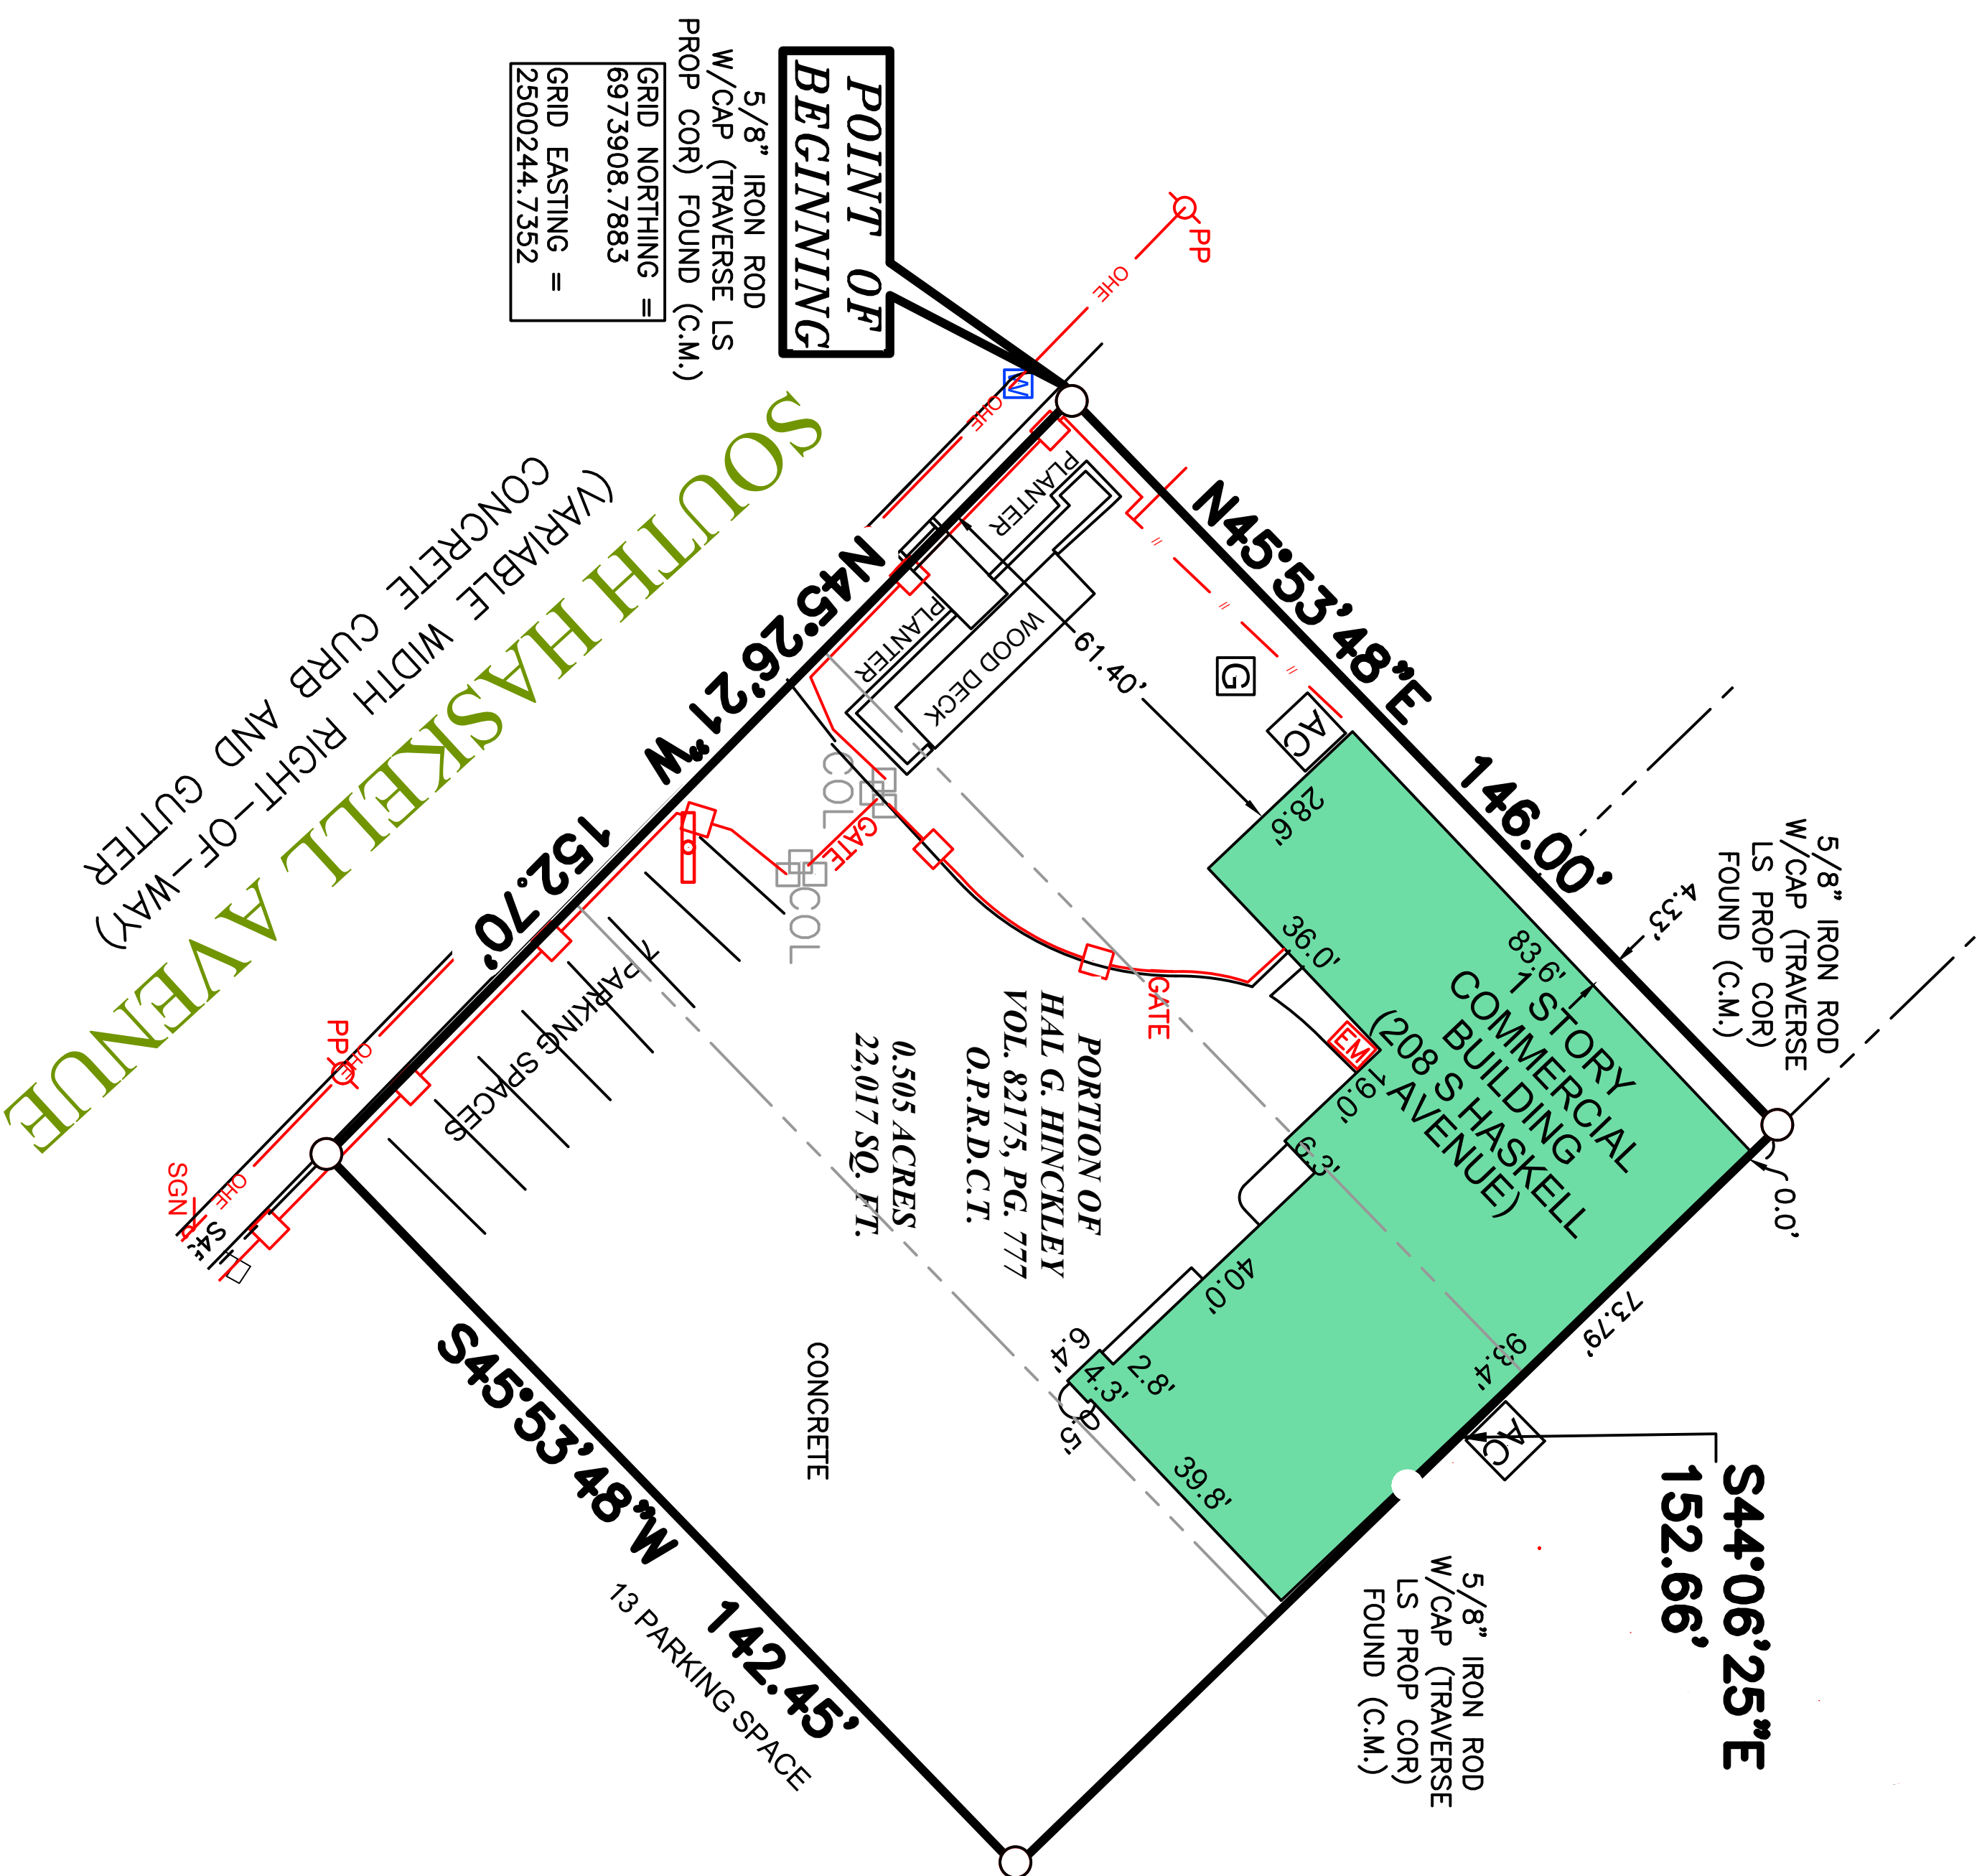 POINT OF
BEGINNING
5/8" IRON ROD
W/CAP (TRAVERSE LS
PROP COR) FOUND (C.M.)
GRID NORTHING =
6973908.7883
GRID EASTING =
2500244.7352
PP
OHE
W
OHE
SOUTH HASKELL AVENUE
(VARIABLE WIDTH RIGHT-OF-WAY)
CONCRETE CURB AND GUTTER
N45°26'21"W
152.70'
N45°53'48"E
146.00'
PLANTER
PLANTER
WOOD DECK
61.40'
G
AC
28.6'
36.0'
83.6'
1 STORY
COMMERCIAL
BUILDING
(208 S HASKELL
AVENUE)
EM
19.0'
6.3'
40.0'
2.8'
6.4'
4.3'
0.5'
39.8'
93.4'
73.79'
AC
0.0'
4.33'
5/8" IRON ROD
W/CAP (TRAVERSE
LS PROP COR)
FOUND (C.M.)
S44°06'25"E
152.66'
5/8" IRON ROD
W/CAP (TRAVERSE
LS PROP COR)
FOUND (C.M.)
COL
GATE
COL
GATE
PORTION OF
HAL G. HINCKLEY
VOL. 82175, PG. 777
O.P.R.D.C.T.
0.505 ACRES
22,017 SQ. FT.
7 PARKING SPACES
CONCRETE
PP
OHE
OHE
SGN
S45°53'48"W
142.45'
13 PARKING SPACE